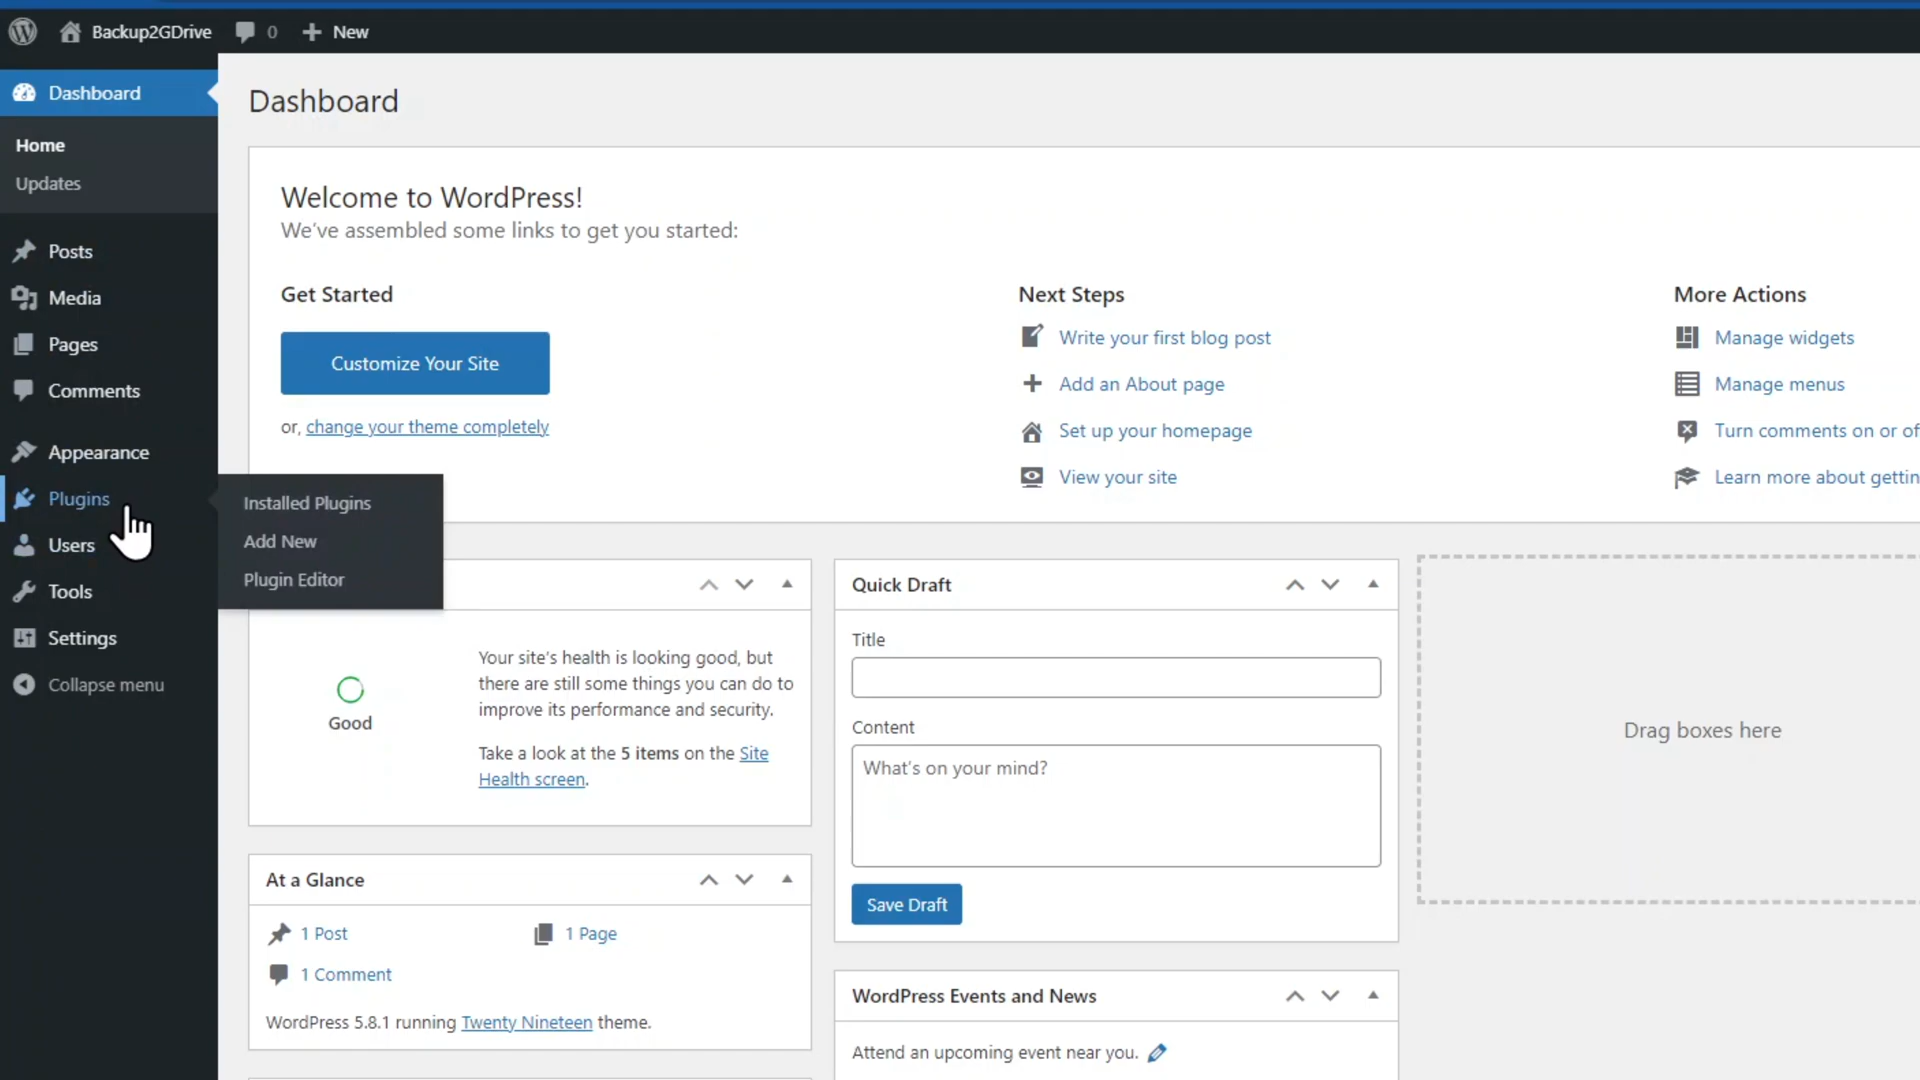 Backup2GDrive 0 New
Dashboard
Home
Updates
Posts
Media
Pages
Comments
Appearance
Plugins
Users
Tools
Settings
Collapse menu
Installed Plugins
Add New
Plugin Editor
Dashboard
Welcome to WordPress!
We've assembled some links to get you started:
Get Started
Customize Your Site
or, change your theme completely
Next Steps
Write your first blog post
Add an About page
Set up your homepage
View your site
More Actions
Manage widgets
Manage menus
Turn comments on or of
Learn more about gettin
Good
Your site's health is looking good, but
there are still some things you can do to
improve its performance and security.
Take a look at the 5 items on the Site
Health screen.
At a Glance
1 Post
1 Page
1 Comment
WordPress 5.8.1 running Twenty Nineteen theme.
Quick Draft
Title
Content
What's on your mind?
Save Draft
WordPress Events and News
Attend an upcoming event near you.
Drag boxes here